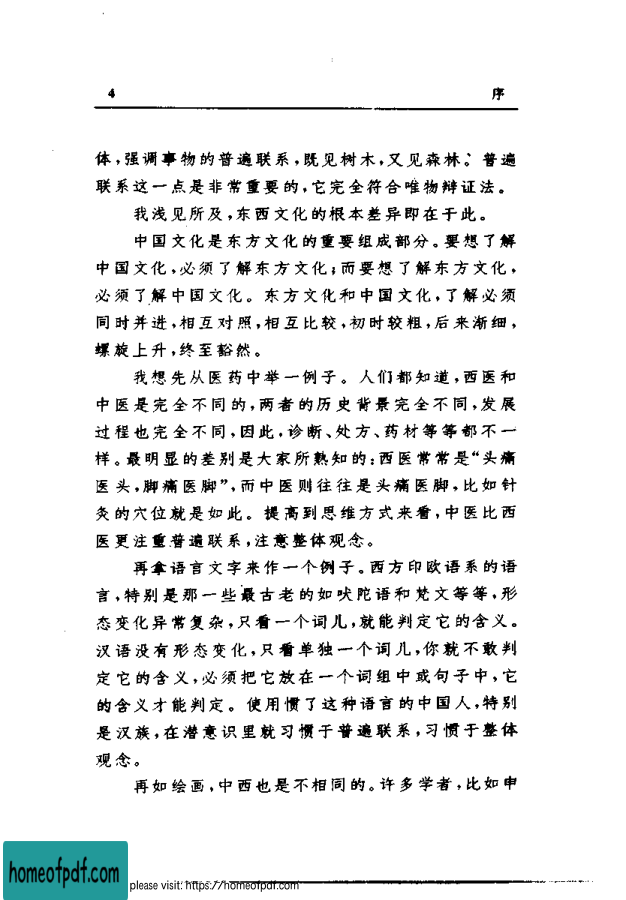 4 序
体,强调事物的普遍联系,既见树木,又见森林。普遍
联系这一点是非常重要的,它完全符合唯物辩证法。
我浅见所及,东西文化的根本差异即在于此。
中国文化是东方文化的重要组成部分。要想了解
中国文化,必须了解东方文化;而要想了解东方文化,
必须了解中国文化。东方文化和中国文化,了解必须
同时并进,相互对照,相互比较,初时较粗,后来渐细,
螺旋上升,终至豁然。
我想先从医药中举一例子。人们都知道,西医和
中医是完全不同的,两者的历史背景完全不同,发展
过程也完全不同,因此,诊断、处方、药材等等都不一
样。最明显的差别是大家所熟知的:西医常常是“头痛
医头,脚痛医脚”,而中医则往往是头痛医脚,比如针
灸的穴位就是如此。提高到思维方式来看,中医比西
医更注重普遍联系,注意整体观念。
再拿语言文字来作一个例子。西方印欧语系的语
言,特别是那一些最古老的如吠陀语和梵文等等,形
态变化异常复杂,只看一个词儿,就能判定它的含义。
汉语没有形态变化,只看单独一个词儿,你就不敢判
定它的含义,必须把它放在一个词组中或句子中,它
的含义才能判定。使用惯了这种语言的中国人,特别
是汉族,在潜意识里就习惯于普遍联系,习惯于整体
观念。
再如绘画,中西也是不相同的。许多学者,比如申
homeofpdf.com
please visit: https://homeofpdf.com